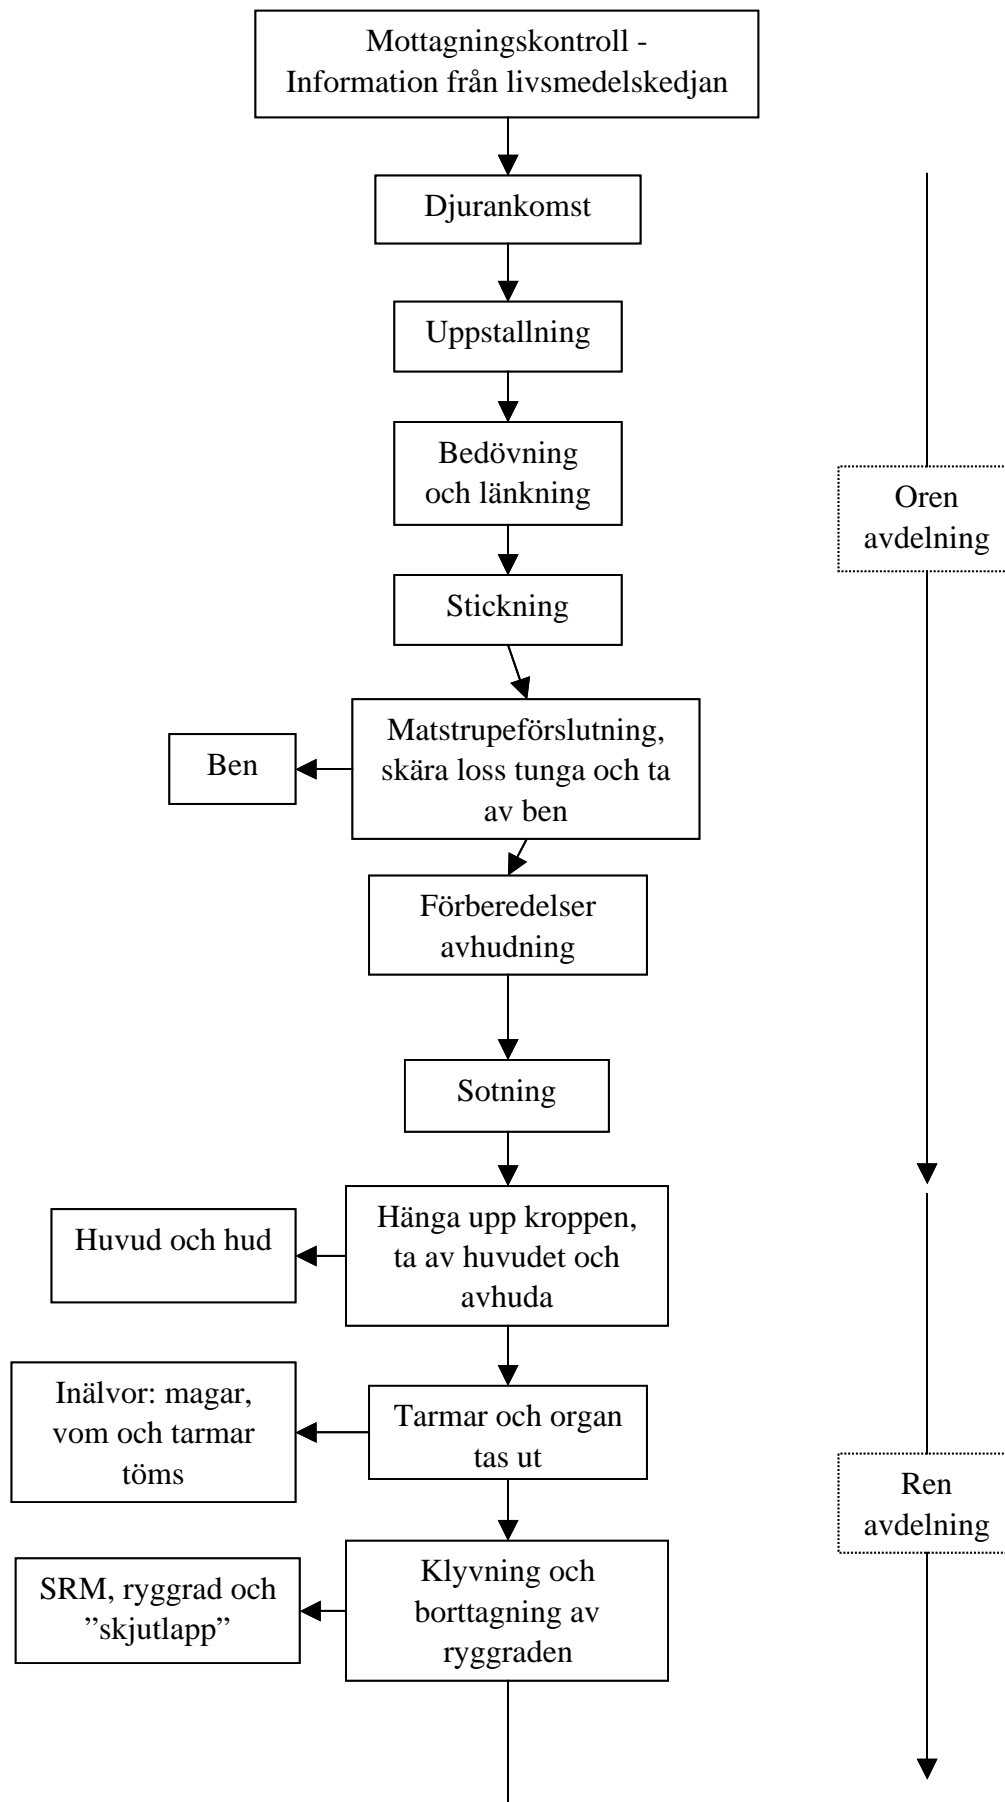 Mottagningskontroll -
Information från livsmedelskedjan
Djurankomst
Uppstallning
Bedövning
och länkning
Oren
avdelning
Stickning
Matstrupeförslutning,
skära loss tunga och ta
av ben
Ben
Förberedelser
avhudning
Sotning
Hänga upp kroppen,
ta av huvudet och
avhuda
Huvud och hud
Tarmar och organ
tas ut
Inälvor: magar,
vom och tarmar
töms
Ren
avdelning
Klyvning och
borttagning av
ryggraden
SRM, ryggrad och
”skjutlapp”